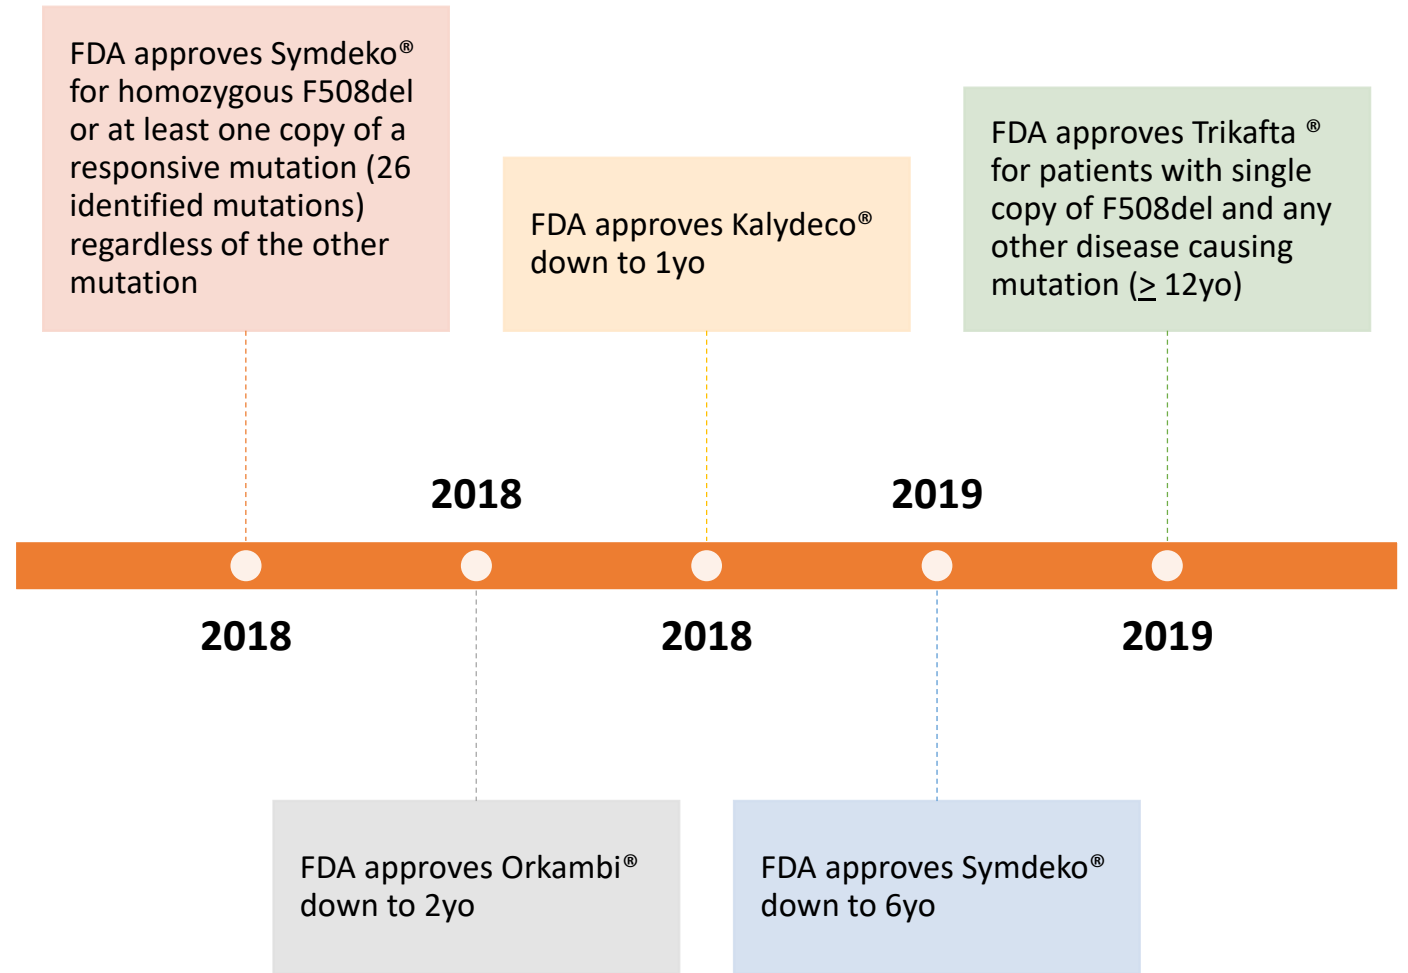 FDA approves Symdeko®
for homozygous F508del
or at least one copy of a
responsive mutation (26
identified mutations)
regardless of the other
mutation
FDA approves Kalydeco®
down to 1yo
FDA approves Trikafta ®
for patients with single
copy of F508del and any
other disease causing
mutation (≥ 12yo)
2018
2019
2018
2018
2019
FDA approves Orkambi®
down to 2yo
FDA approves Symdeko®
down to 6yo